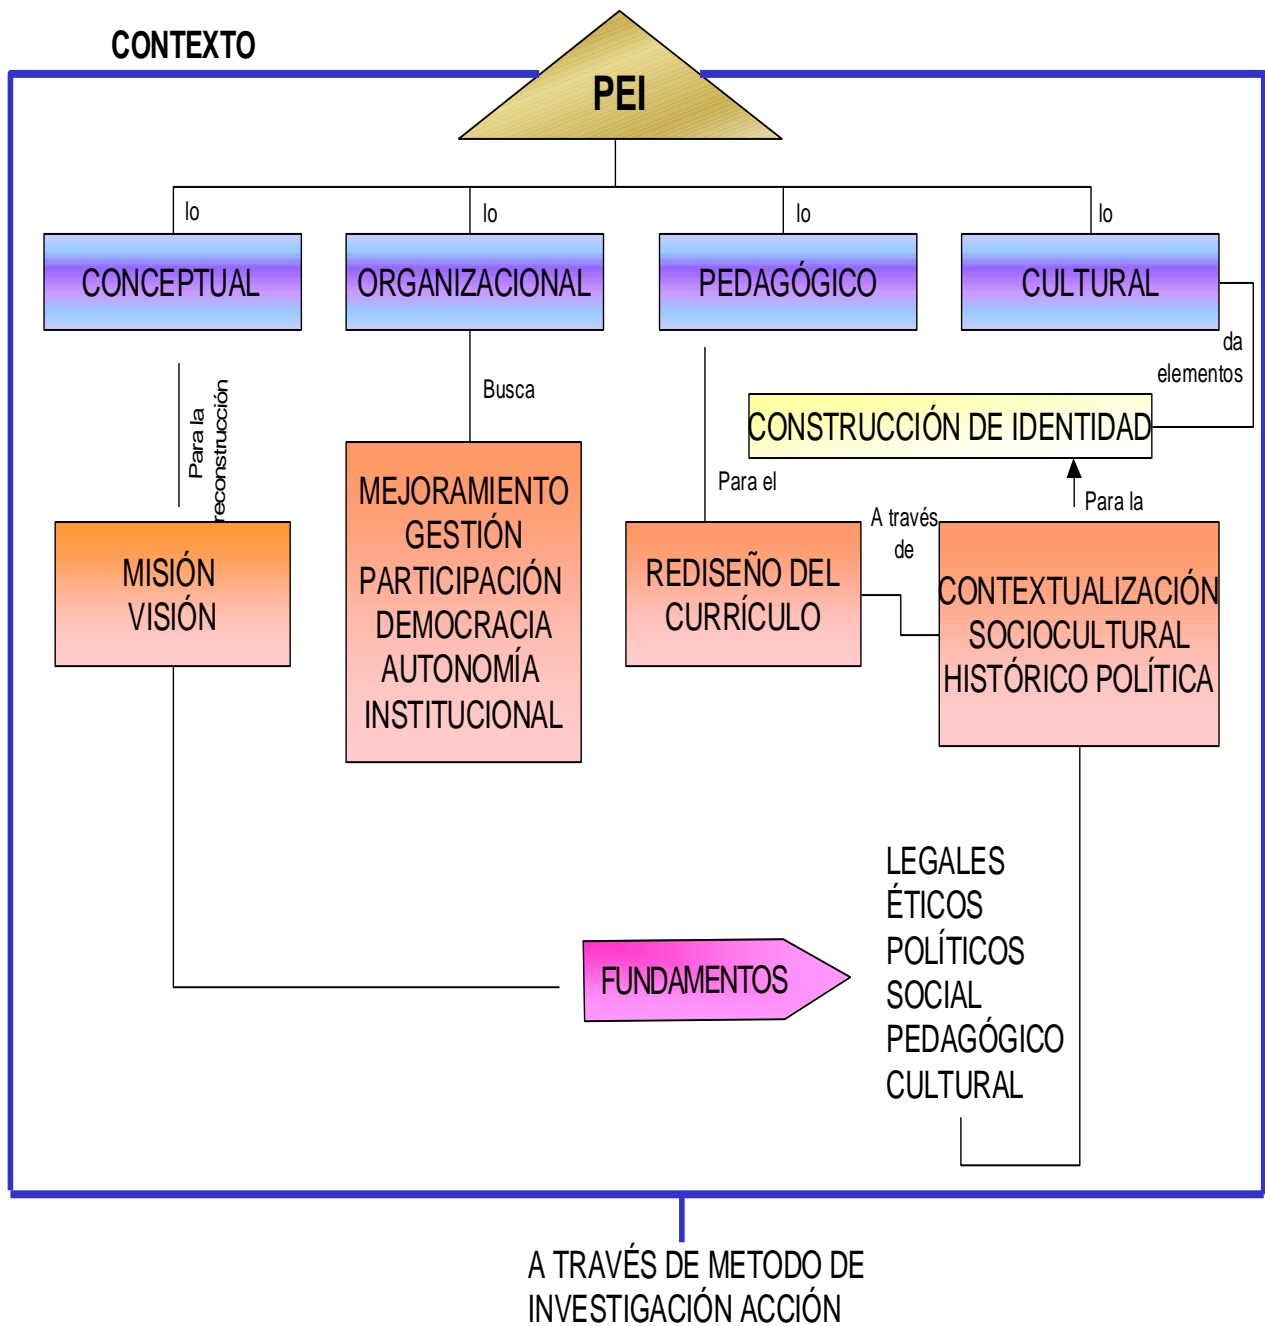 CONTEXTO
PEI
lo
lo
lo
lo
CONCEPTUAL
ORGANIZACIONAL
PEDAGÓGICO
CULTURAL
da
elementos
Para la
reconstrucción
Busca
CONSTRUCCIÓN DE IDENTIDAD
Para el
A través
de
Para la
MISIÓN
VISIÓN
MEJORAMIENTO
GESTIÓN
PARTICIPACIÓN
DEMOCRACIA
AUTONOMÍA
INSTITUCIONAL
REDISEÑO DEL
CURRÍCULO
CONTEXTUALIZACIÓN
SOCIOCULTURAL
HISTÓRICO POLÍTICA
FUNDAMENTOS
LEGALES
ÉTICOS
POLÍTICOS
SOCIAL
PEDAGÓGICO
CULTURAL
A TRAVÉS DE METODO DE
INVESTIGACIÓN ACCIÓN